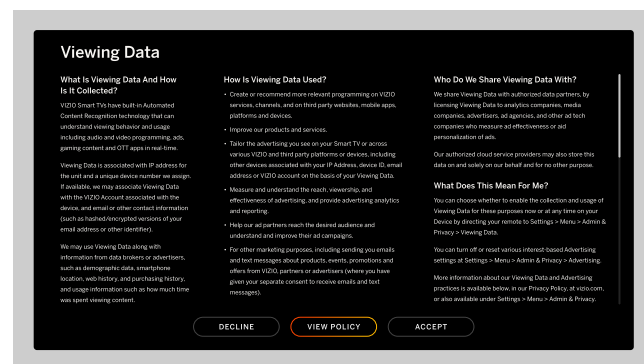 Viewing Data
What Is Viewing Data And How
Is It Collected?
VIZIO Smart TVs have built-in Automated
Content Recognition technology that can
understand viewing behavior and usage
including audio and video programming, ads,
gaming content and OTT apps in real-time.
Viewing Data is associated with IP address for
the unit and a unique device number we assign.
If available, we may associate Viewing Data
with the VIZIO Account associated with the
device, and email or other contact information
(such as hashed/encrypted versions of your
email address or other identifier).
We may use Viewing Data along with
information from data brokers or advertisers,
such as demographic data, smartphone
location, web history, and purchasing history,
and usage information such as how much time
was spent viewing content.
How Is Viewing Data Used?
• Create or recommend more relevant programming on VIZIO
services, channels, and on third party websites, mobile apps,
platforms and devices.
• Improve our products and services.
• Tailor the advertising you see on your Smart TV or across
various VIZIO and third party platforms or devices, including
other devices associated with your IP Address, device ID, email
address or VIZIO account on the basis of your Viewing Data.
• Measure and understand the reach, viewership, and
effectiveness of advertising, and provide advertising analytics
and reporting.
• Help our ad partners reach the desired audience and
understand and improve their ad campaigns.
• For other marketing purposes, including sending you emails
and text messages about products, events, promotions and
offers from VIZIO, partners or advertisers (where you have
given your separate consent to receive emails and text
messages).
Who Do We Share Viewing Data With?
We share Viewing Data with authorized data partners, by
licensing Viewing Data to analytics companies, media
companies, advertisers, ad agencies, and other ad tech
companies who measure ad effectiveness or aid
personalization of ads.
Our authorized cloud service providers may also store this
data on and solely on our behalf and for no other purpose.
What Does This Mean For Me?
You can choose whether to enable the collection and usage of
Viewing Data for these purposes now or at any time on your
Device by directing your remote to Settings > Menu > Admin &
Privacy > Viewing Data.
You can turn off or reset various interest-based Advertising
settings at Settings > Menu > Admin & Privacy > Advertising.
More information about our Viewing Data and Advertising
practices is available below, in our Privacy Policy, at vizio.com,
or also available under Settings > Menu > Admin & Privacy.
DECLINE
VIEW POLICY
ACCEPT